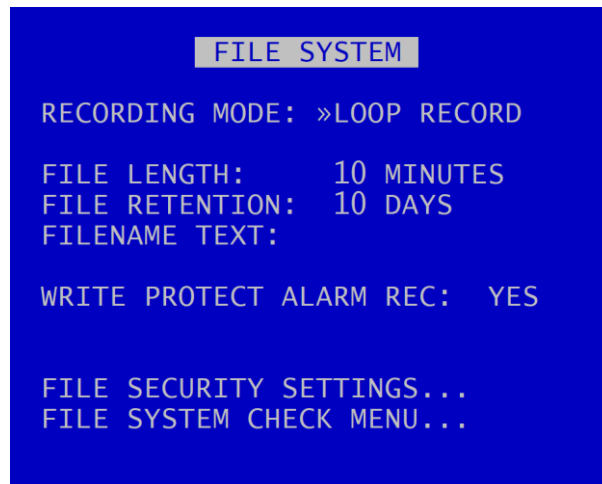 FILE SYSTEM
RECORDING MODE: »LOOP RECORD
FILE LENGTH: 10 MINUTES
FILE RETENTION: 10 DAYS
FILENAME TEXT:
WRITE PROTECT ALARM REC: YES
FILE SECURITY SETTINGS...
FILE SYSTEM CHECK MENU...